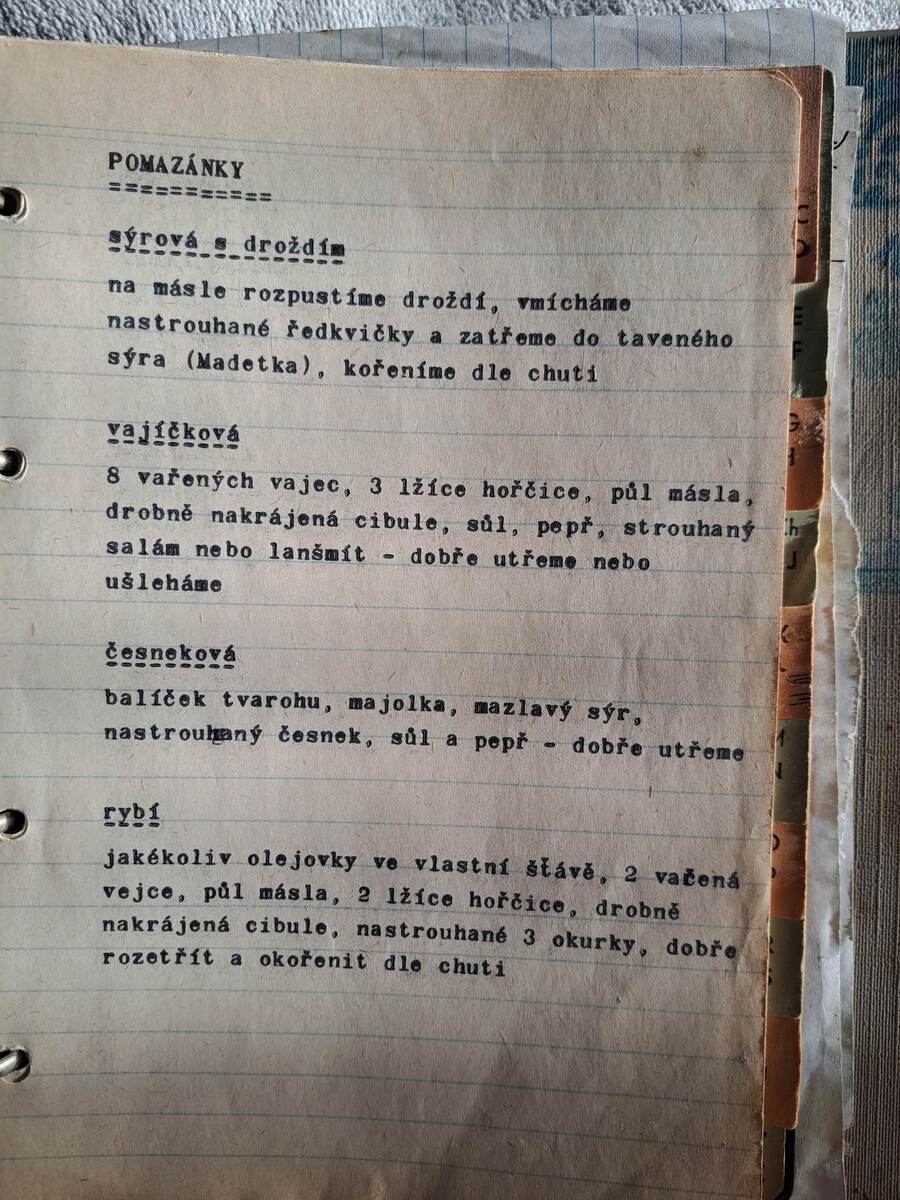 POMAZÁNKY
===========
sýrová s droždím
na másle rozpustíme droždí, vmícháme
nastrouhané ředkvičky a zatřeme do taveného
sýra (Madetka), kořeníme dle chuti
vajíčková
8 vařených vajec, 3 lžíce hořčice, půl másla,
drobně nakrájená cibule, sůl, pepř, strouhaný
salám nebo lanšmít - dobře utřeme nebo
ušleháme
česneková
balíček tvarohu, majolka, mazlavý sýr,
nastrouhaný česnek, sůl a pepř - dobře utřeme
rybí
jakékoliv olejovky ve vlastní šťávě, 2 vařená
vejce, půl másla, 2 lžíce hořčice, drobně
nakrájená cibule, nastrouhané 3 okurky, dobře
rozetřít a okořenit dle chuti
C
D
E
F
G
H
J
K
M
N
P
R
S